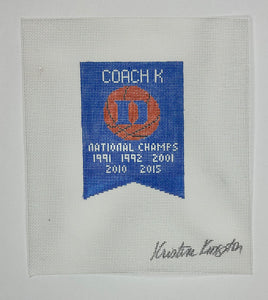 COACH K
D
NATIONAL CHAMPS
1991 1992 2001
2010 2015
Kristine Kingston